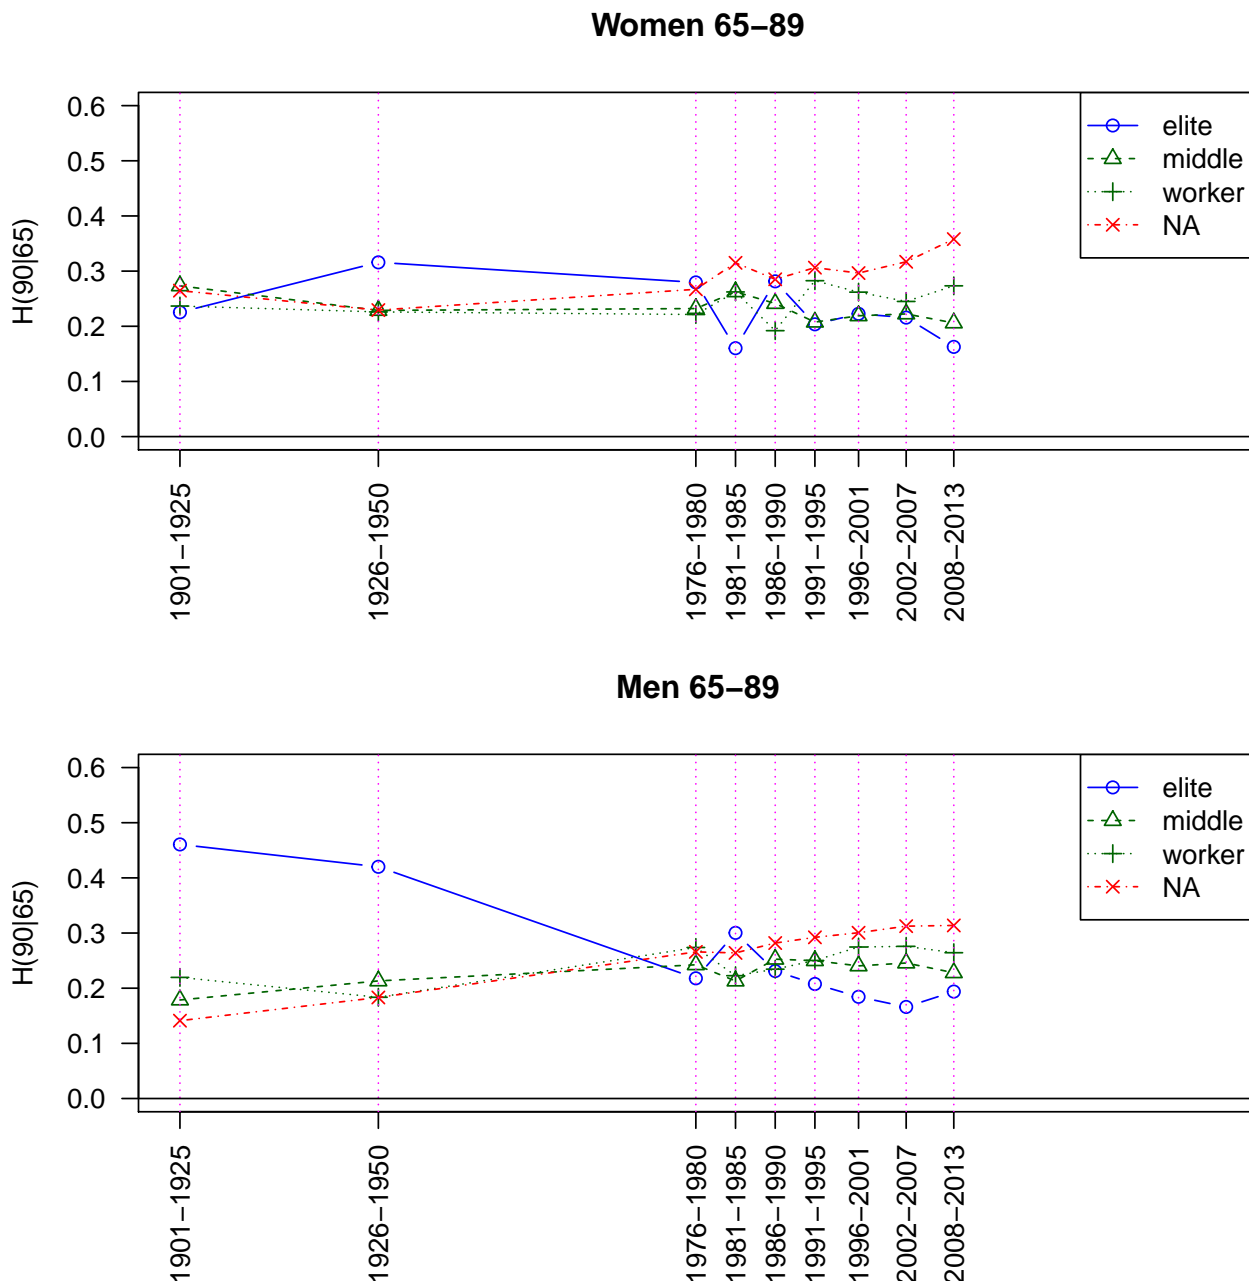 Women 65–89
H(90|65)
0.6
0.5
0.4
0.3
0.2
0.1
0.0
elite
middle
worker
NA
1901–1925
1926–1950
1976–1980
1981–1985
1986–1990
1991–1995
1996–2001
2002–2007
2008–2013
Men 65–89
H(90|65)
0.6
0.5
0.4
0.3
0.2
0.1
0.0
elite
middle
worker
NA
1901–1925
1926–1950
1976–1980
1981–1985
1986–1990
1991–1995
1996–2001
2002–2007
2008–2013